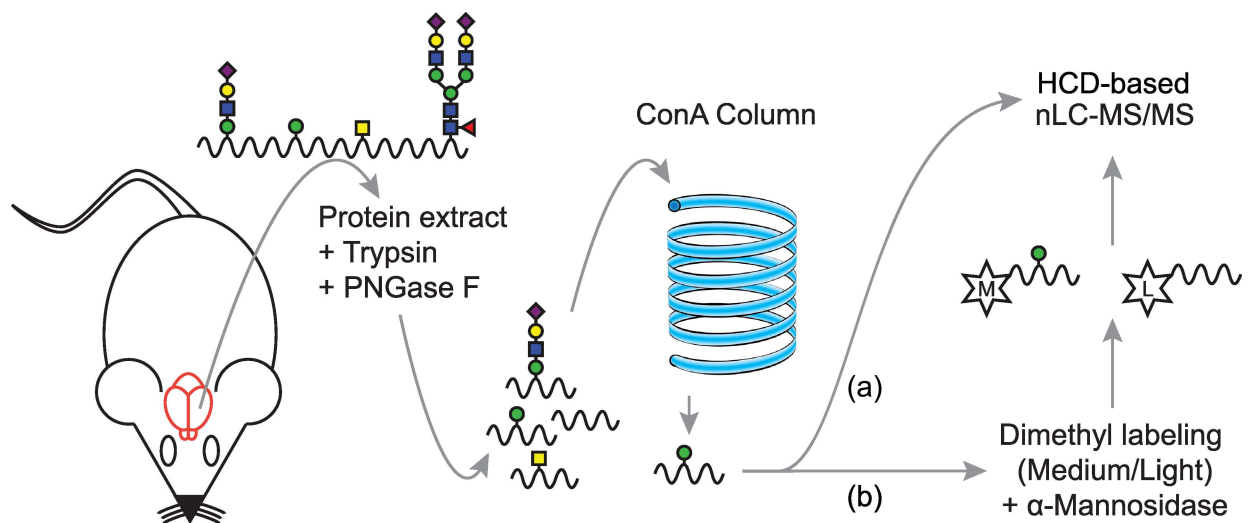 Protein extract
+ Trypsin
+ PNGase F
ConA Column
(a)
(b)
HCD-based
nLC-MS/MS
M
L
Dimethyl labeling
(Medium/Light)
+ α-Mannosidase